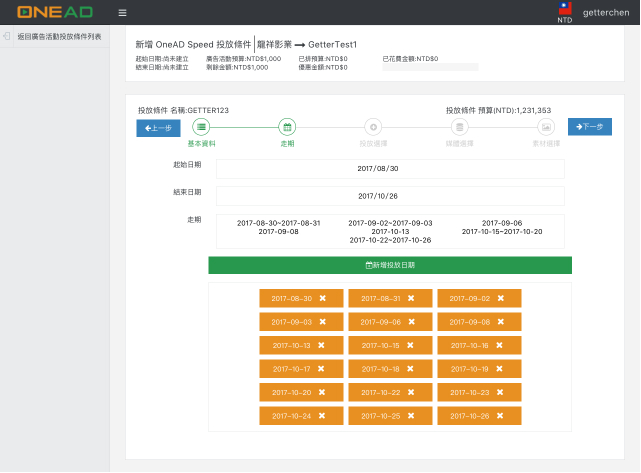 ONEAD
NTD
getterchen
返回廣告活動投放條件列表
新增 OneAD Speed 投放條件 龍祥影業 GetterTest1
起始日期:尚未建立 廣告活動預算:NTD$1,000 已排預算:NTD$0 已花費金額:NTD$0
結束日期:尚未建立 剩餘金額:NTD$1,000 優惠金額:NTD$0
投放條件 名稱:GETTER123 投放條件 預算(NTD):1,231,353
上一步 下一步
基本資料 走期 投放選擇 媒體選擇 素材選擇
起始日期 2017/08/30
結束日期 2017/10/26
走期 2017-08-30~2017-08-31 2017-09-02~2017-09-03 2017-09-06
2017-09-08 2017-10-13 2017-10-15~2017-10-20
2017-10-22~2017-10-26
新增投放日期
2017-08-30 ✖ 2017-08-31 ✖ 2017-09-02 ✖
2017-09-03 ✖ 2017-09-06 ✖ 2017-09-08 ✖
2017-10-13 ✖ 2017-10-15 ✖ 2017-10-16 ✖
2017-10-17 ✖ 2017-10-18 ✖ 2017-10-19 ✖
2017-10-20 ✖ 2017-10-22 ✖ 2017-10-23 ✖
2017-10-24 ✖ 2017-10-25 ✖ 2017-10-26 ✖